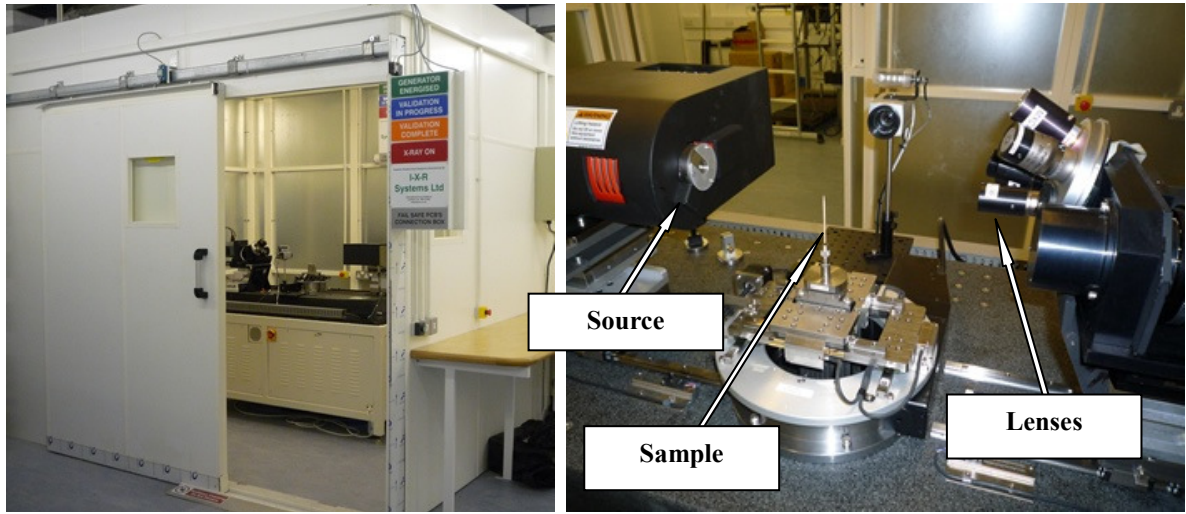 GENERATOR
ENERGISED
VALIDATION
IN PROGRESS
VALIDATION
COMPLETE
X-RAY ON
I-X-R
Systems Ltd
FAIL SAFE PCB'S
CONNECTION BOX
Source
Sample
Lenses